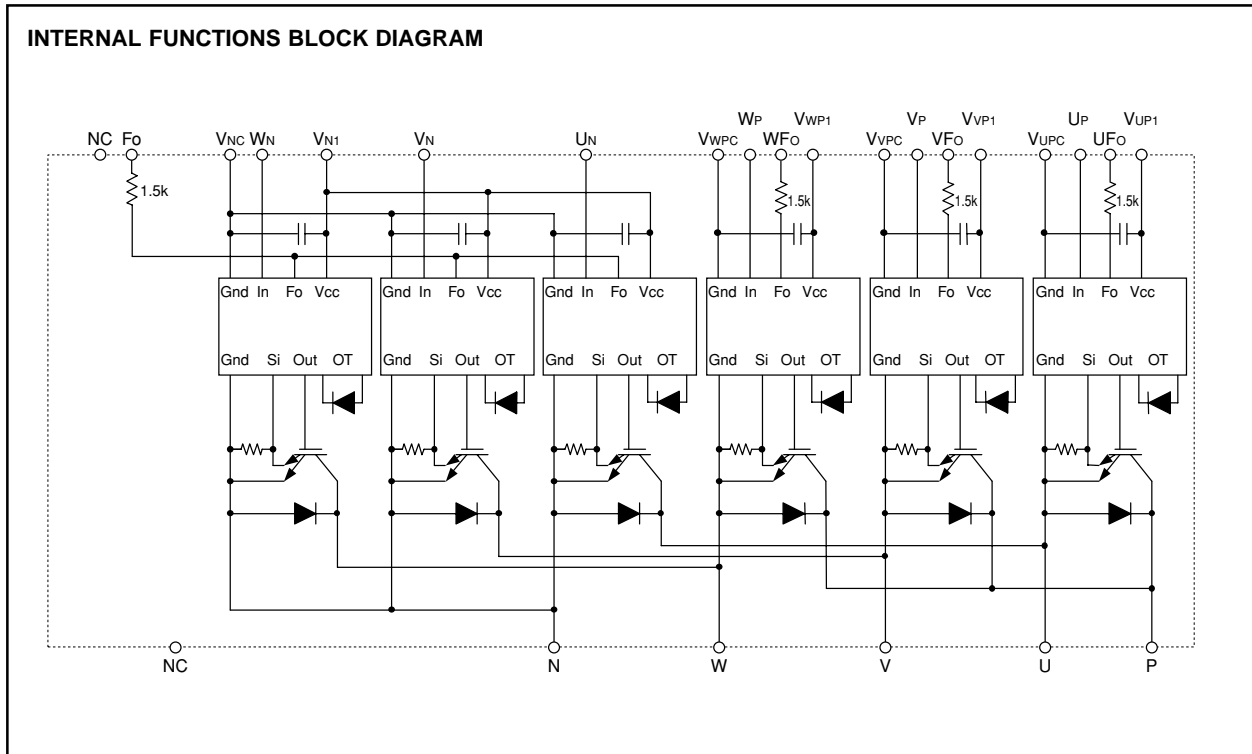 INTERNAL FUNCTIONS BLOCK DIAGRAM
WP VWP1 VP VVP1 UP VUP1
NC FO VNC WN VN1 VN UN VWPC WFO VVPC VFO VUPC UFO
1.5k 1.5k 1.5k 1.5k
Gnd In Fo Vcc Gnd In Fo Vcc Gnd In Fo Vcc Gnd In Fo Vcc Gnd In Fo Vcc Gnd In Fo Vcc
Gnd Si Out OT Gnd Si Out OT Gnd Si Out OT Gnd Si Out OT Gnd Si Out OT Gnd Si Out OT
NC N W V U P